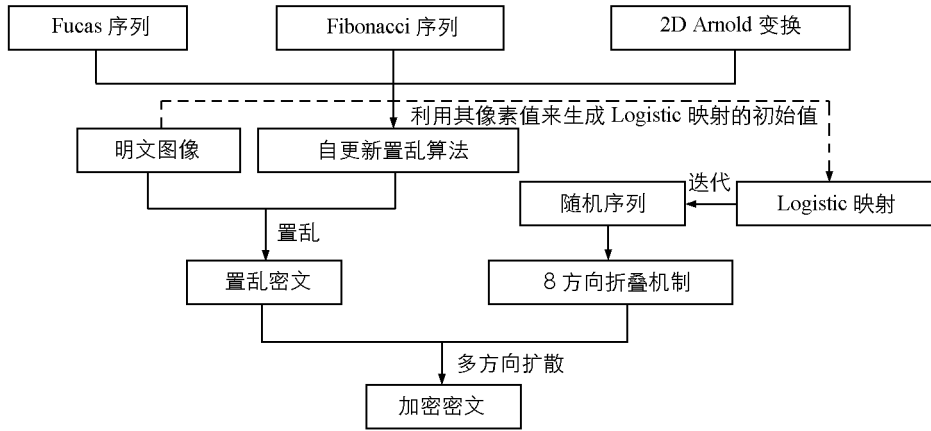 Fucas 序列
Fibonacci 序列
2D Arnold 变换
利用其像素值来生成 Logistic 映射的初始值
明文图像
自更新置乱算法
迭代
随机序列
Logistic 映射
置乱
置乱密文
8 方向折叠机制
多方向扩散
加密密文